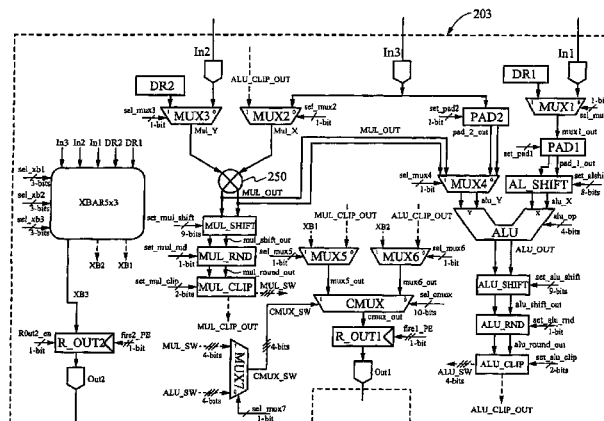 203
In2
In3
In1
DR2
ALU_CLIP_OUT
DR1
sel_mux3
1-bit
MUX3
MUX2
sel_mux2
1-bit
set_pad2
1-bit
PAD2
MUX1
1-bit
Mul_Y
Mul_X
MUL_OUT
pad_2_out
mux1_out
In3 In2 In1 DR2 DR1
set_pad1
PAD1
pad_1_out
sel_xb1
3-bits
sel_xb2
3-bits
sel_xb3
3-bits
XBAR5x3
250
MUL_OUT
sel_mux4
1-bit
MUX4
AL_SHIFT
set_alshift
8-bits
alu_Y
alu_X
set_mul_shift
9-bits
MUL_SHIFT
mul_shift_out
MUL_CLIP_OUT
ALU_CLIP_OUT
Y
X
ALU
alu_op
4-bits
ALU_OUT
set_mul_rnd
1-bit
MUL_RND
mul_round_out
XB1
XB2
sel_mux5
1-bit
MUX5
MUX6
sel_mux6
1-bit
XB2
XB1
set_mul_clip
2-bits
MUL_CLIP
MUL_SW
mux5_out
mux6_out
ALU_SHIFT
set_alu_shift
9-bits
alu_shift_out
XB3
MUL_CLIP_OUT
CMUX_SW
CMUX
sel_cmux
10-bits
cmux_out
ALU_RND
set_alu_rnd
1-bit
alu_round_out
R0ut2_en
1-bit
R_OUT2
fire2_PE
1-bit
MUL_SW
4-bits
MUX7
4-bits
CMUX_SW
R_OUT1
fire1_PE
1-bit
ALU_SW
4-bits
ALU_CLIP
set_alu_clip
2-bits
Out2
ALU_SW
4-bits
sel_mux7
1-bit
Out1
ALU_CLIP_OUT